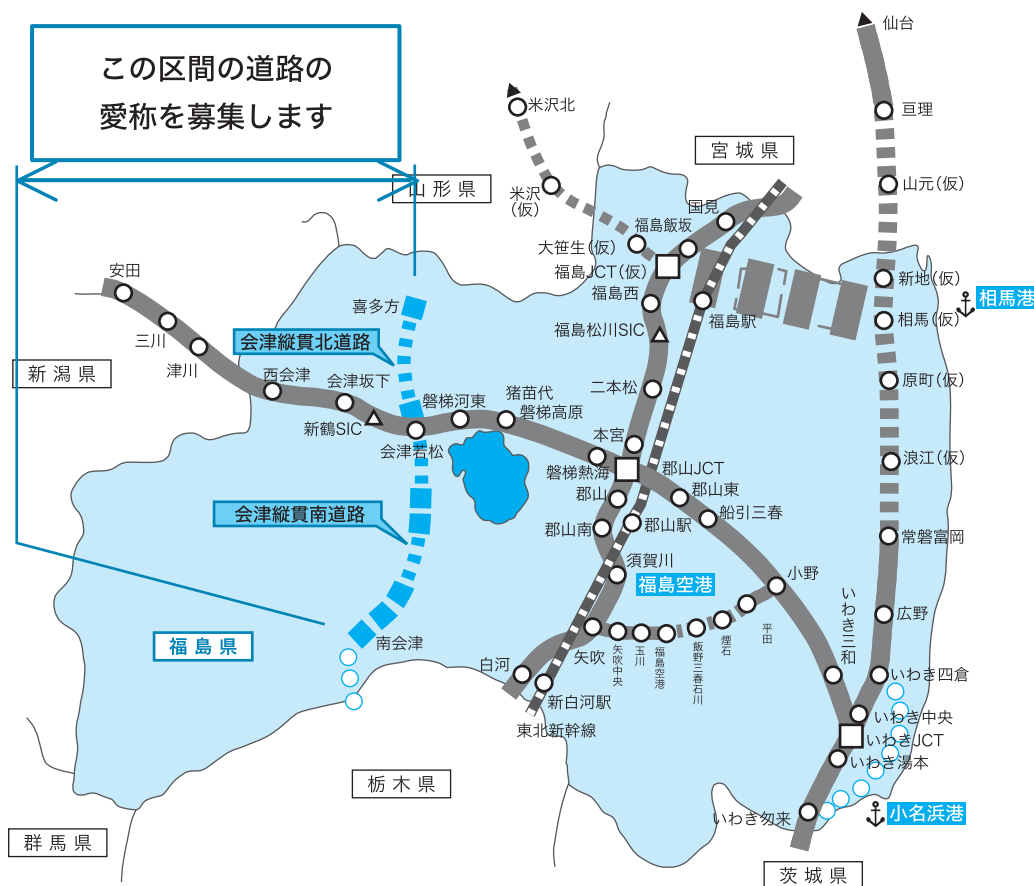 この区間の道路の
愛称を募集します
仙台
亘理
山元(仮)
新地(仮)
相馬港
相馬(仮)
原町(仮)
浪江(仮)
常磐富岡
広野
いわき四倉
いわき三和
いわき中央
いわきJCT
いわき湯本
いわき勿来
小名浜港
米沢北
米沢
(仮)
宮城県
山形県
国見
福島飯坂
大笹生(仮)
福島JCT(仮)
福島西
福島駅
福島松川SIC
二本松
本宮
郡山JCT
磐梯熱海
郡山
郡山東
船引三春
郡山南
郡山駅
須賀川
福島空港
小野
平田
煙石
飯野三春石川
福島空港
玉川
矢吹中央
矢吹
白河
新白河駅
東北新幹線
安田
三川
津川
新潟県
西会津
会津坂下
新鶴SIC
会津若松
磐梯河東
猪苗代
磐梯高原
喜多方
会津縦貫北道路
会津縦貫南道路
南会津
福島県
栃木県
群馬県
茨城県